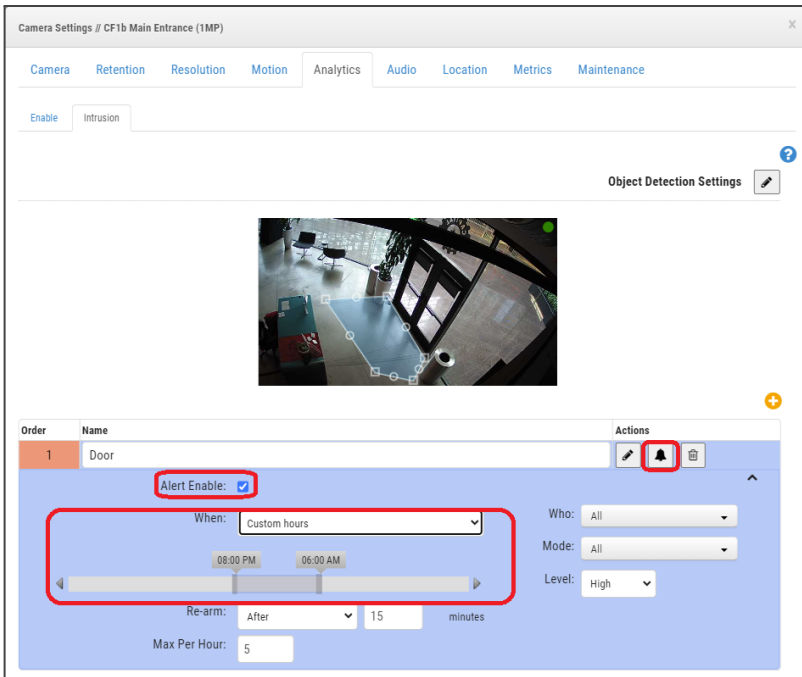 Camera Settings // CF1b Main Entrance (1MP) x
Camera Retention Resolution Motion Analytics Audio Location Metrics Maintenance
Enable Intrusion
?
Object Detection Settings
Order Name Actions
1 Door
Alert Enable:
When: Custom hours Who: All
08:00 PM 06:00 AM Mode: All
Level: High
Re-arm: After 15 minutes
Max Per Hour: 5